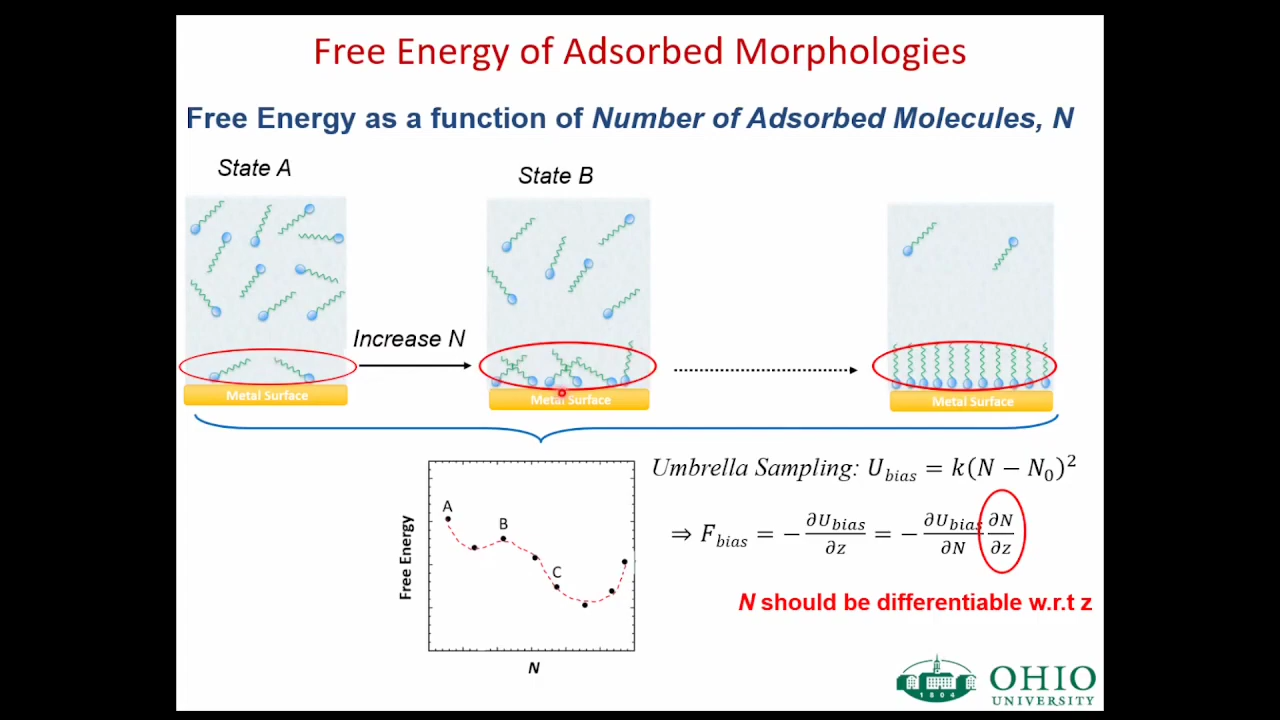 Free Energy of Adsorbed Morphologies
Free Energy as a function of Number of Adsorbed Molecules, N
State A
State B
Increase N
Metal Surface
Metal Surface
Metal Surface
Umbrella Sampling: U_bias = k(N − N_0)^2
⇒ F_bias = − ∂U_bias/∂z = − ∂U_bias/∂N ∂N/∂z
N should be differentiable w.r.t z
Free Energy
A
B
C
N
1804
OHIO
UNIVERSITY